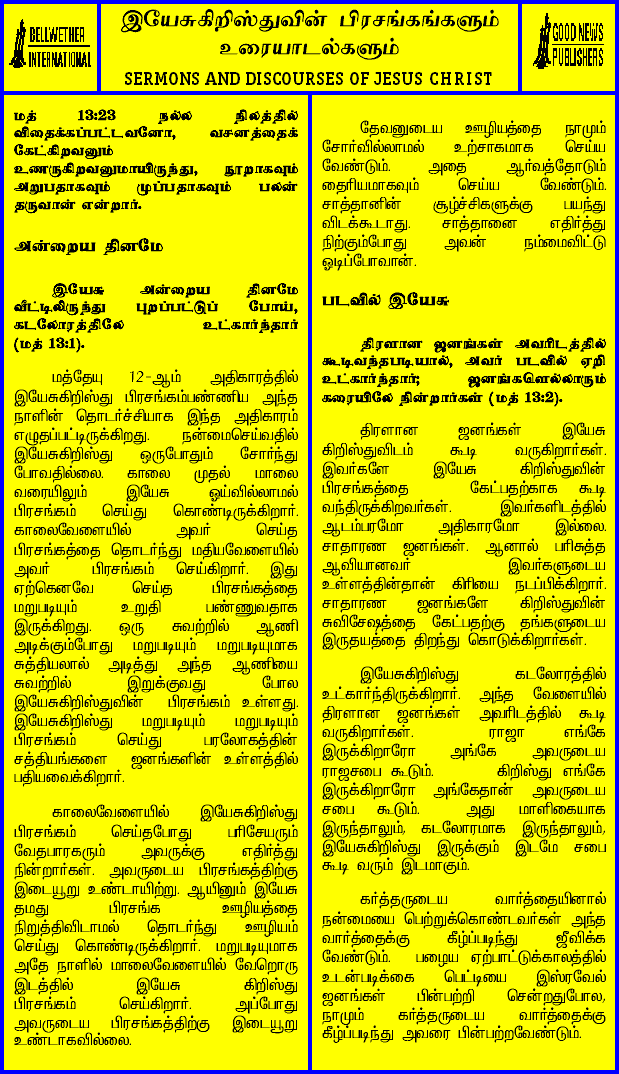 BELLWETHER
INTERNATIONAL
இயேசுகிறிஸ்துவின் பிரசங்கங்களும்
உரையாடல்களும்
SERMONS AND DISCOURSES OF JESUS CHRIST
GOOD NEWS
PUBLISHERS
மத் 13:23 நல்ல நிலத்தில்
விதைக்கப்பட்டவனோ, வசனத்தைக்
கேட்கிறவனும்
உணருகிறவனுமாயிருந்து, நூறாகவும்
அறுபதாகவும் முப்பதாகவும் பலன்
தருவான் என்றார்.
அன்றைய தினமே
இயேசு அன்றைய தினமே
வீட்டிலிருந்து புறப்பட்டுப் போய்,
கடலோரத்திலே உட்கார்ந்தார்
(மத் 13:1).
மத்தேயு 12-ஆம் அதிகாரத்தில்
இயேசுகிறிஸ்து பிரசங்கம்பண்ணிய அந்த
நாளின் தொடர்ச்சியாக இந்த அதிகாரம்
எழுதப்பட்டிருக்கிறது. நன்மைசெய்வதில்
இயேசுகிறிஸ்து ஒருபோதும் சோர்ந்து
போவதில்லை. காலை முதல் மாலை
வரையிலும் இயேசு ஓய்வில்லாமல்
பிரசங்கம் செய்து கொண்டிருக்கிறார்.
காலைவேளையில் அவர் செய்த
பிரசங்கத்தை தொடர்ந்து மதியவேளையில்
அவர் பிரசங்கம் செய்கிறார். இது
ஏற்கெனவே செய்த பிரசங்கத்தை
மறுபடியும் உறுதி பண்ணுவதாக
இருக்கிறது. ஒரு சுவற்றில் ஆணி
அடிக்கும்போது மறுபடியும் மறுபடியுமாக
சுத்தியலால் அடித்து அந்த ஆணியை
சுவற்றில் இறுக்குவது போல
இயேசுகிறிஸ்துவின் பிரசங்கம் உள்ளது.
இயேசுகிறிஸ்து மறுபடியும் மறுபடியும்
பிரசங்கம் செய்து பரலோகத்தின்
சத்தியங்களை ஜனங்களின் உள்ளத்தில்
பதியவைக்கிறார்.
காலைவேளையில் இயேசுகிறிஸ்து
பிரசங்கம் செய்தபோது பரிசேயரும்
வேதபாரகரும் அவருக்கு எதிர்த்து
நின்றார்கள். அவருடைய பிரசங்கத்திற்கு
இடையூறு உண்டாயிற்று. ஆயினும் இயேசு
தமது பிரசங்க ஊழியத்தை
நிறுத்திவிடாமல் தொடர்ந்து ஊழியம்
செய்து கொண்டிருக்கிறார். மறுபடியுமாக
அதே நாளில் மாலைவேளையில் வேறொரு
இடத்தில் இயேசு கிறிஸ்து
பிரசங்கம் செய்கிறார். அப்போது
அவருடைய பிரசங்கத்திற்கு இடையூறு
உண்டாகவில்லை.
தேவனுடைய ஊழியத்தை நாமும்
சோர்வில்லாமல் உற்சாகமாக செய்ய
வேண்டும். அதை ஆர்வத்தோடும்
தைரியமாகவும் செய்ய வேண்டும்.
சாத்தானின் சூழ்ச்சிகளுக்கு பயந்து
விடக்கூடாது. சாத்தானை எதிர்த்து
நிற்கும்போது அவன் நம்மைவிட்டு
ஓடிப்போவான்.
படவில் இயேசு
திரளான ஜனங்கள் அவரிடத்தில்
கூடிவந்தபடியால், அவர் படவில் ஏறி
உட்கார்ந்தார்; ஜனங்களெல்லாரும்
கரையிலே நின்றார்கள் (மத் 13:2).
திரளான ஜனங்கள் இயேசு
கிறிஸ்துவிடம் கூடி வருகிறார்கள்.
இவர்களே இயேசு கிறிஸ்துவின்
பிரசங்கத்தை கேட்பதற்காக கூடி
வந்திருக்கிறவர்கள். இவர்களிடத்தில்
ஆடம்பரமோ அதிகாரமோ இல்லை.
சாதாரண ஜனங்கள். ஆனால் பரிசுத்த
ஆவியானவர் இவர்களுடைய
உள்ளத்தின்தான் கிரியை நடப்பிக்கிறார்.
சாதாரண ஜனங்களே கிறிஸ்துவின்
சுவிசேஷத்தை கேட்பதற்கு தங்களுடைய
இருதயத்தை திறந்து கொடுக்கிறார்கள்.
இயேசுகிறிஸ்து கடலோரத்தில்
உட்கார்ந்திருக்கிறார். அந்த வேளையில்
திரளான ஜனங்கள் அவரிடத்தில் கூடி
வருகிறார்கள். ராஜா எங்கே
இருக்கிறாரோ அங்கே அவருடைய
ராஜசபை கூடும். கிறிஸ்து எங்கே
இருக்கிறாரோ அங்கேதான் அவருடைய
சபை கூடும். அது மாளிகையாக
இருந்தாலும், கடலோரமாக இருந்தாலும்,
இயேசுகிறிஸ்து இருக்கும் இடமே சபை
கூடி வரும் இடமாகும்.
கர்த்தருடைய வார்த்தையினால்
நன்மையை பெற்றுக்கொண்டவர்கள் அந்த
வார்த்தைக்கு கீழ்ப்படிந்து ஜீவிக்க
வேண்டும். பழைய ஏற்பாட்டுக்காலத்தில்
உடன்படிக்கை பெட்டியை இஸ்ரவேல்
ஜனங்கள் பின்பற்றி சென்றதுபோல,
நாமும் கர்த்தருடைய வார்த்தைக்கு
கீழ்ப்படிந்து அவரை பின்பற்றவேண்டும்.